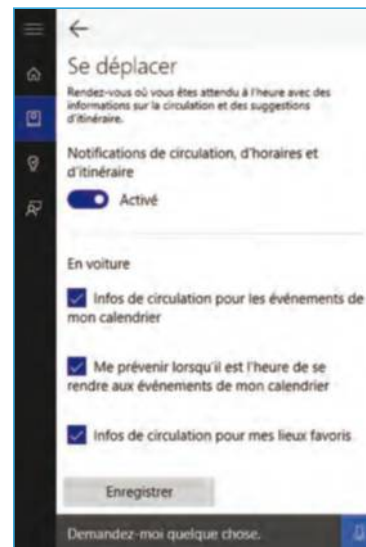 Se déplacer
Rendez-vous où vous êtes attendu à l'heure avec des
informations sur la circulation et des suggestions
d'itinéraire.
Notifications de circulation, d'horaires et
d'itinéraire
Activé
En voiture
Infos de circulation pour les événements de
mon calendrier
Me prévenir lorsqu'il est l'heure de se
rendre aux événements de mon calendrier
Infos de circulation pour mes lieux favoris
Enregistrer
Demandez-moi quelque chose.